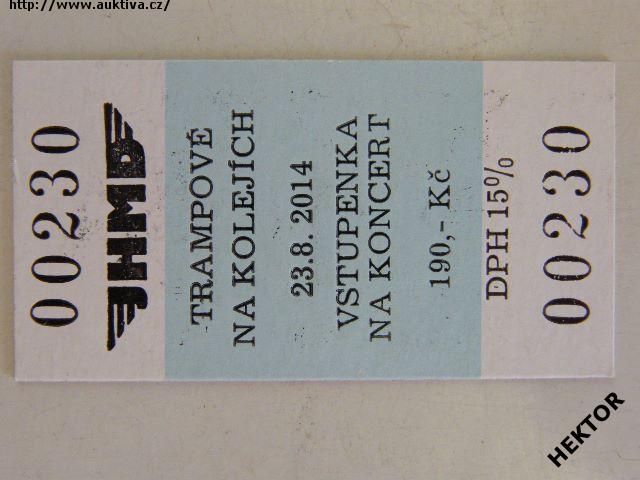 http://www.auktiva.cz/
00230
JHMD
TRAMPOVÉ
NA KOLEJÍCH
23.8. 2014
VSTUPENKA
NA KONCERT
190,- Kč
DPH 15%
00230
HEKTOR